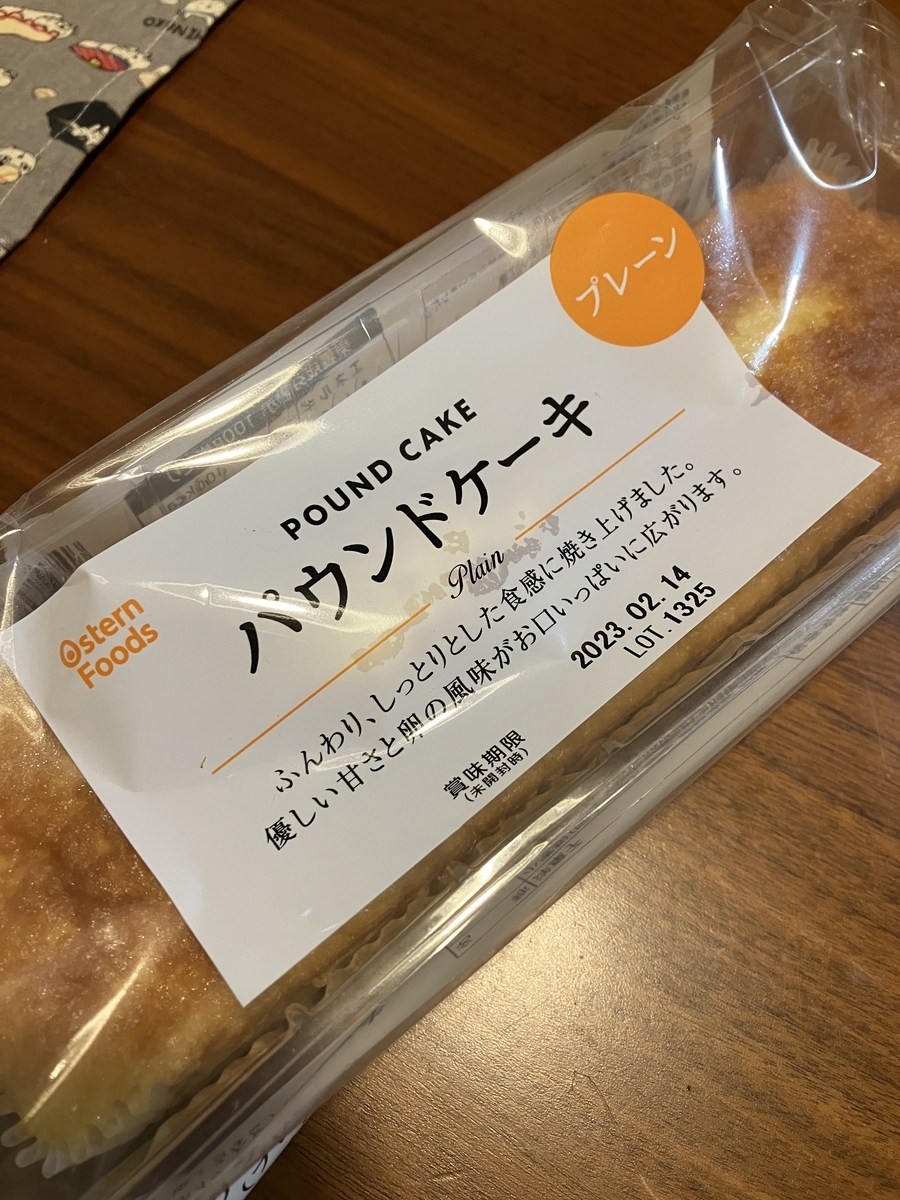 プレーン
POUND CAKE
パウンドケーキ
Plain
Ostern
Foods
ふんわり、しっとりとした食感に焼き上げました。
優しい甘さと卵の風味がお口いっぱいに広がります。
賞味期限
(未開封時)
2023.02.14
LOT.1325